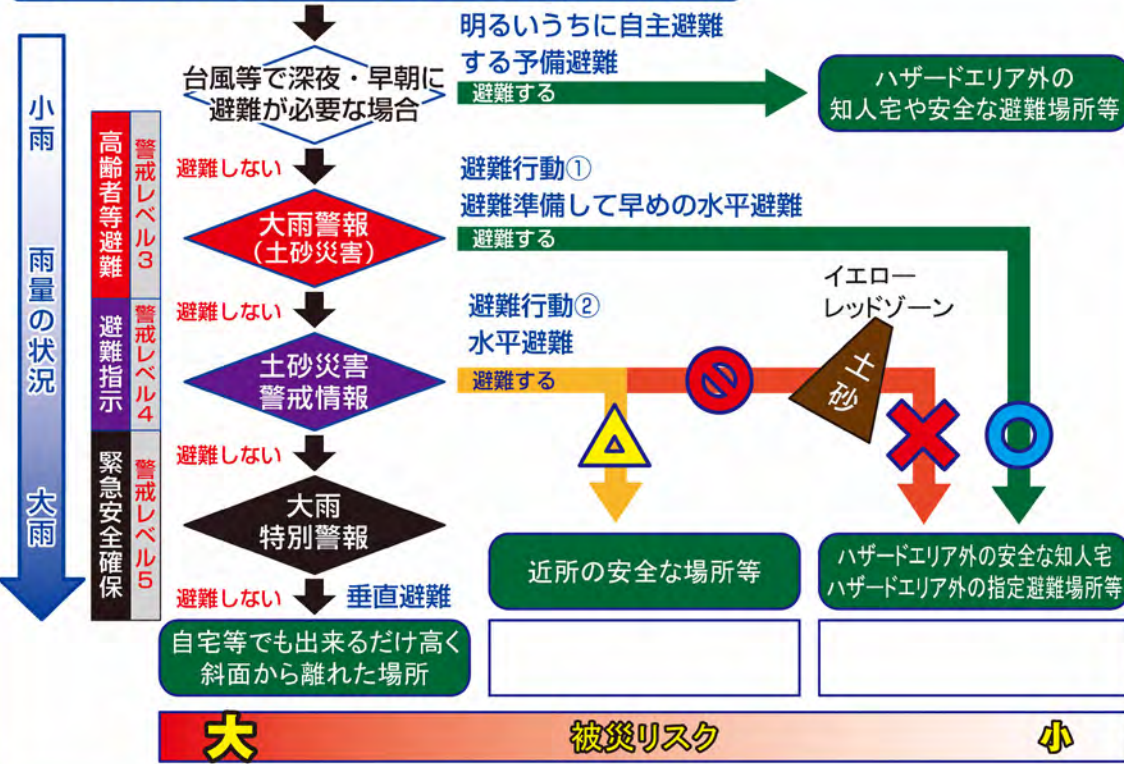 明るいうちに自主避難
する予備避難
台風等で深夜・早朝に
避難が必要な場合
避難する
ハザードエリア外の
知人宅や安全な避難場所等
小雨
雨量の状況
大雨
高齢者等避難
警戒レベル3
避難しない
避難行動①
避難準備して早めの水平避難
大雨警報
(土砂災害)
避難する
イエロー
レッドゾーン
避難指示
警戒レベル4
避難しない
避難行動②
水平避難
土砂災害
警戒情報
避難する
土砂
緊急安全確保
警戒レベル5
避難しない
大雨
特別警報
近所の安全な場所等
ハザードエリア外の安全な知人宅
ハザードエリア外の指定避難場所等
避難しない
垂直避難
自宅等でも出来るだけ高く
斜面から離れた場所
大
被災リスク
小